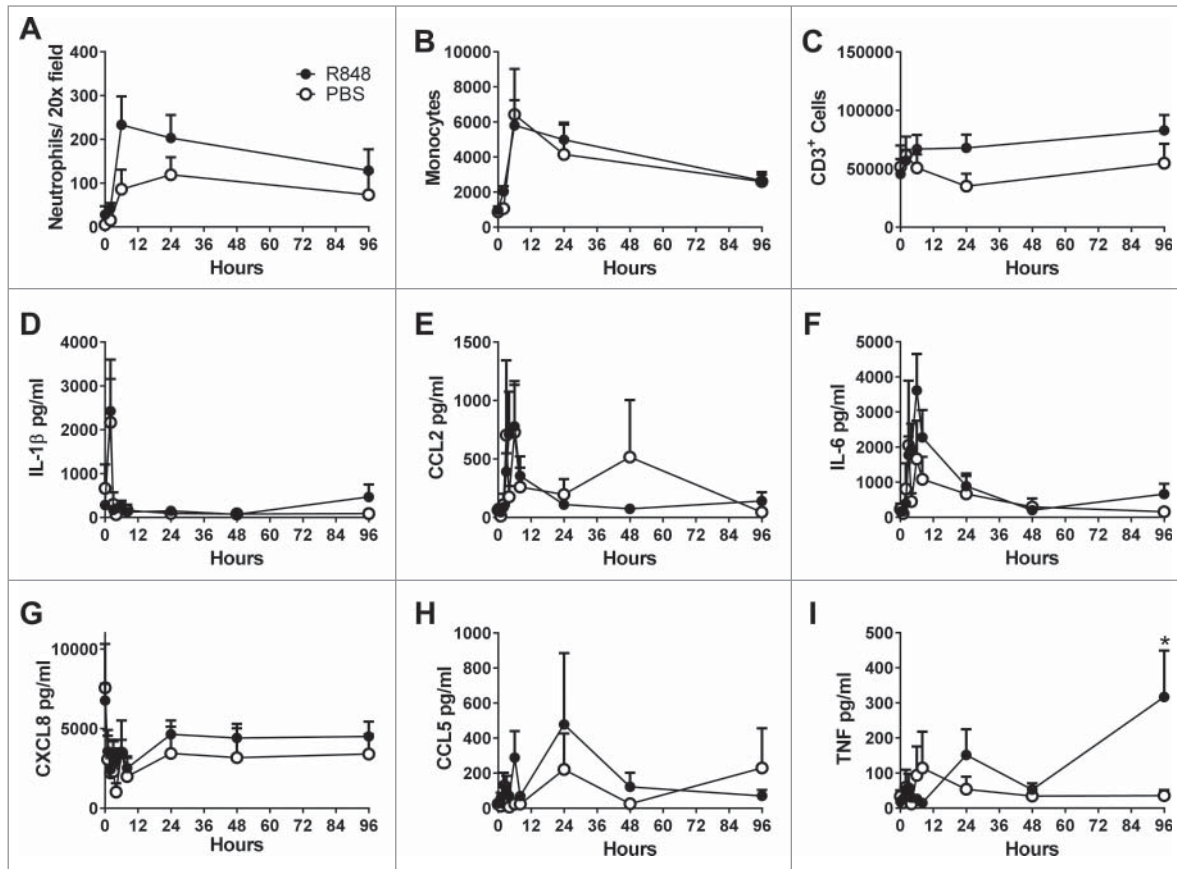 A
Neutrophils/ 20x field
400
300
200
100
0
R848
PBS
0 12 24 36 48 60 72 84 96
Hours
B
Monocytes
10000
8000
6000
4000
2000
0
0 12 24 36 48 60 72 84 96
Hours
C
CD3+ Cells
150000
100000
50000
0
0 12 24 36 48 60 72 84 96
Hours
D
IL-1β pg/ml
4000
3000
2000
1000
0
0 12 24 36 48 60 72 84 96
Hours
E
CCL2 pg/ml
1500
1000
500
0
0 12 24 36 48 60 72 84 96
Hours
F
IL-6 pg/ml
5000
4000
3000
2000
1000
0
0 12 24 36 48 60 72 84 96
Hours
G
CXCL8 pg/ml
10000
5000
0
0 12 24 36 48 60 72 84 96
Hours
H
CCL5 pg/ml
1000
800
600
400
200
0
0 12 24 36 48 60 72 84 96
Hours
I
TNF pg/ml
500
400
300
200
100
0
*
0 12 24 36 48 60 72 84 96
Hours